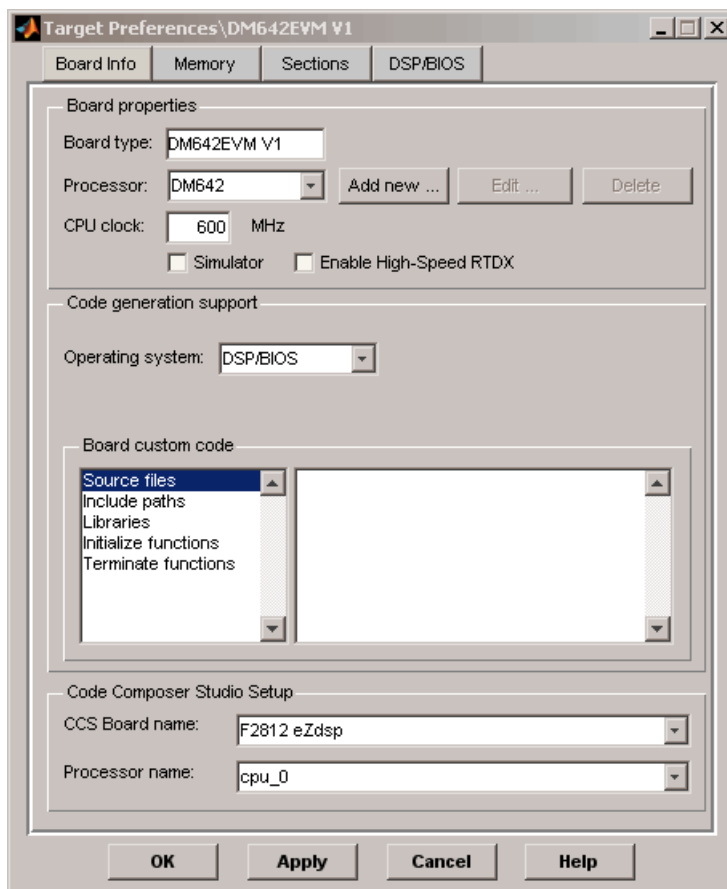 Target Preferences\DM642EVM V1
Board Info Memory Sections DSP/BIOS
Board properties
Board type: DM642EVM V1
Processor: DM642 Add new ... Edit ... Delete
CPU clock: 600 MHz
Simulator Enable High-Speed RTDX
Code generation support
Operating system: DSP/BIOS
Board custom code
Source files
Include paths
Libraries
Initialize functions
Terminate functions
Code Composer Studio Setup
CCS Board name: F2812 eZdsp
Processor name: cpu_0
OK Apply Cancel Help